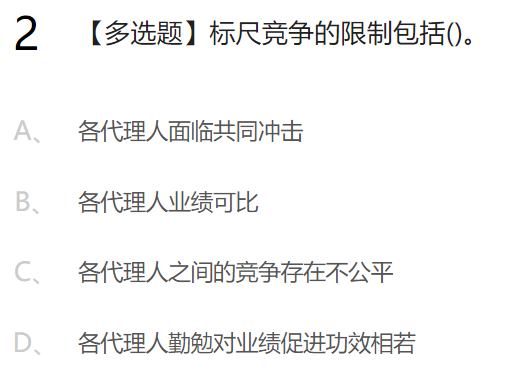 2 【多选题】标尺竞争的限制包括()。
A、 各代理人面临共同冲击
B、 各代理人业绩可比
C、 各代理人之间的竞争存在不公平
D、 各代理人勤勉对业绩促进功效相若